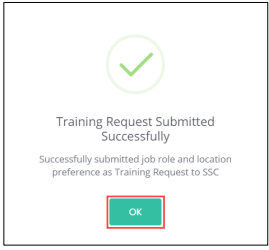 Training Request Submitted
Successfully
Successfully submitted job role and location
preference as Training Request to SSC
OK